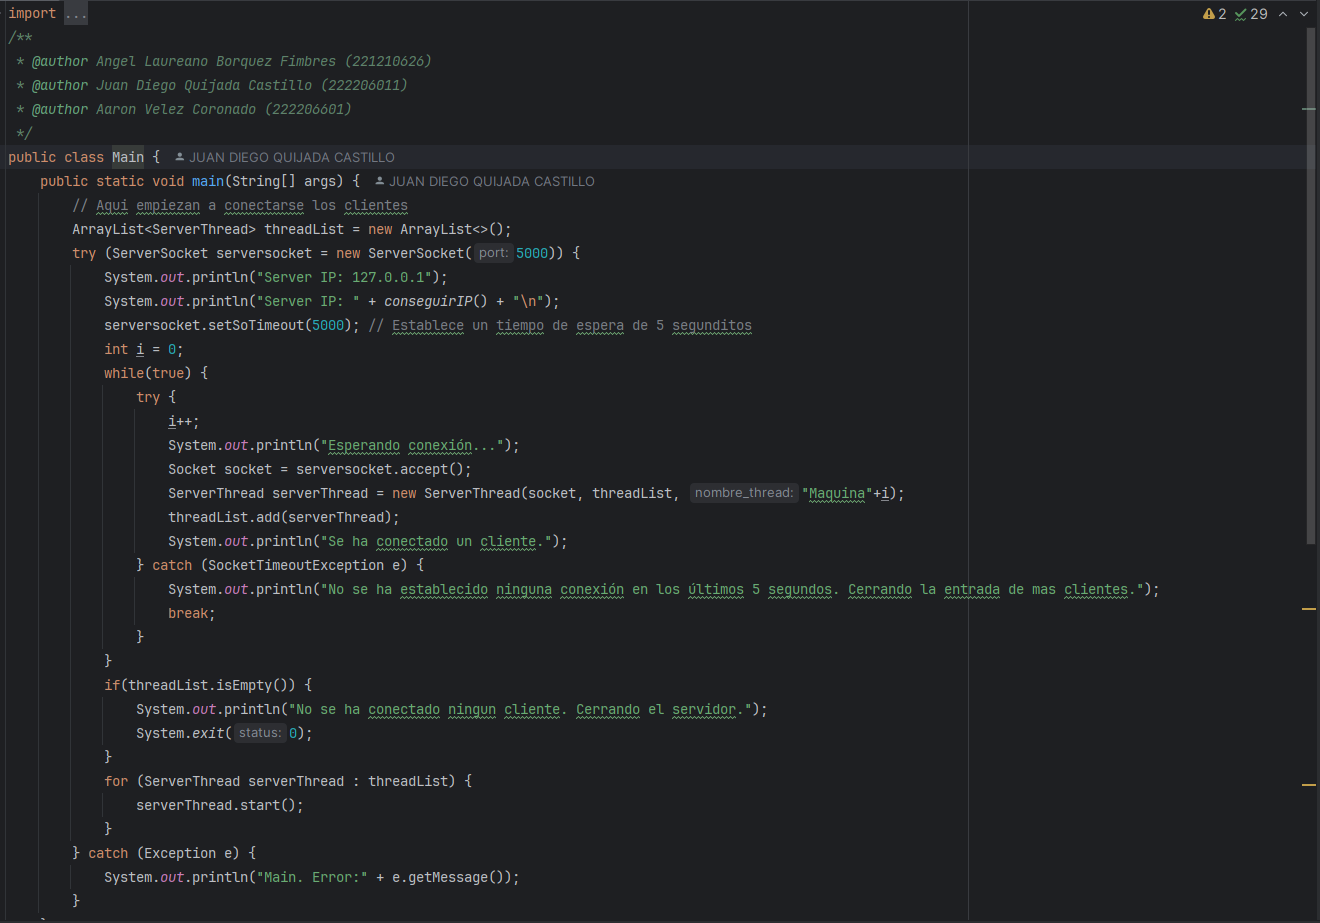 import ...
2 29
/**
 * @author Angel Laureano Borquez Fimbres (221210626)
 * @author Juan Diego Quijada Castillo (222206011)
 * @author Aaron Velez Coronado (222206601)
 */
public class Main { JUAN DIEGO QUIJADA CASTILLO
    public static void main(String[] args) { JUAN DIEGO QUIJADA CASTILLO
        // Aqui empiezan a conectarse los clientes
        ArrayList<ServerThread> threadList = new ArrayList<>();
        try (ServerSocket serversocket = new ServerSocket( port: 5000)) {
            System.out.println("Server IP: 127.0.0.1");
            System.out.println("Server IP: " + conseguirIP() + "\n");
            serversocket.setSoTimeout(5000); // Establece un tiempo de espera de 5 segunditos
            int i = 0;
            while(true) {
                try {
                    i++;
                    System.out.println("Esperando conexión...");
                    Socket socket = serversocket.accept();
                    ServerThread serverThread = new ServerThread(socket, threadList, nombre_thread: "Maquina"+i);
                    threadList.add(serverThread);
                    System.out.println("Se ha conectado un cliente.");
                } catch (SocketTimeoutException e) {
                    System.out.println("No se ha establecido ninguna conexión en los últimos 5 segundos. Cerrando la entrada de mas clientes.");
                    break;
                }
            }
            if(threadList.isEmpty()) {
                System.out.println("No se ha conectado ningun cliente. Cerrando el servidor.");
                System.exit( status: 0);
            }
            for (ServerThread serverThread : threadList) {
                serverThread.start();
            }
        } catch (Exception e) {
            System.out.println("Main. Error:" + e.getMessage());
        }